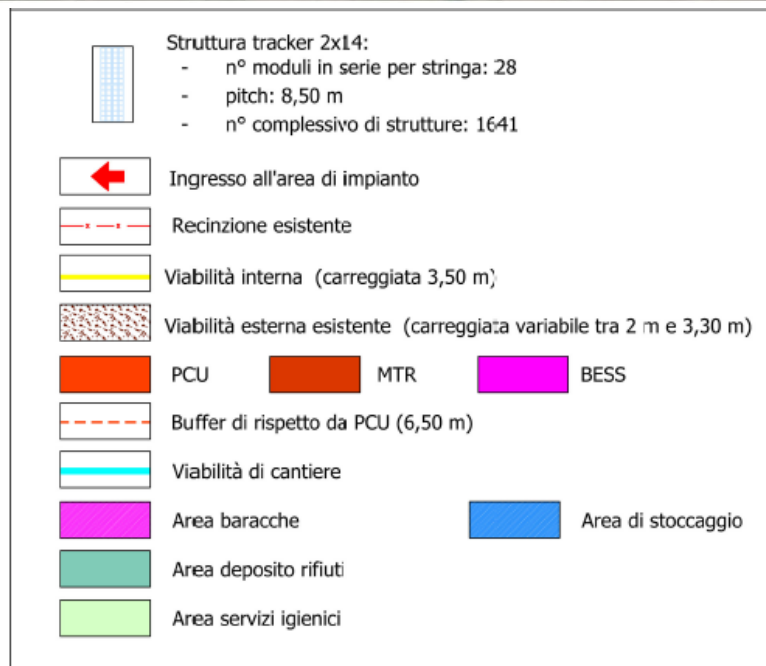 Struttura tracker 2x14:
- n° moduli in serie per stringa: 28
- pitch: 8,50 m
- n° complessivo di strutture: 1641
Ingresso all'area di impianto
Recinzione esistente
Viabilità interna (carreggiata 3,50 m)
Viabilità esterna esistente (carreggiata variabile tra 2 m e 3,30 m)
PCU MTR BESS
Buffer di rispetto da PCU (6,50 m)
Viabilità di cantiere
Area baracche Area di stoccaggio
Area deposito rifiuti
Area servizi igienici